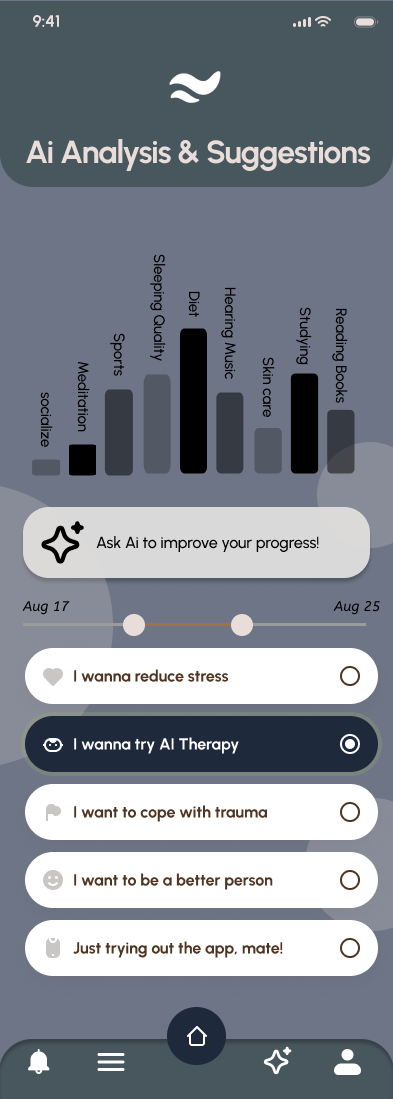 9:41
Ai Analysis & Suggestions
socialize
Meditation
Sports
Sleeping Quality
Diet
Hearing Music
Skin care
Studying
Reading Books
Ask Ai to improve your progress!
Aug 17
Aug 25
I wanna reduce stress
I wanna try AI Therapy
I want to cope with trauma
I want to be a better person
Just trying out the app, mate!